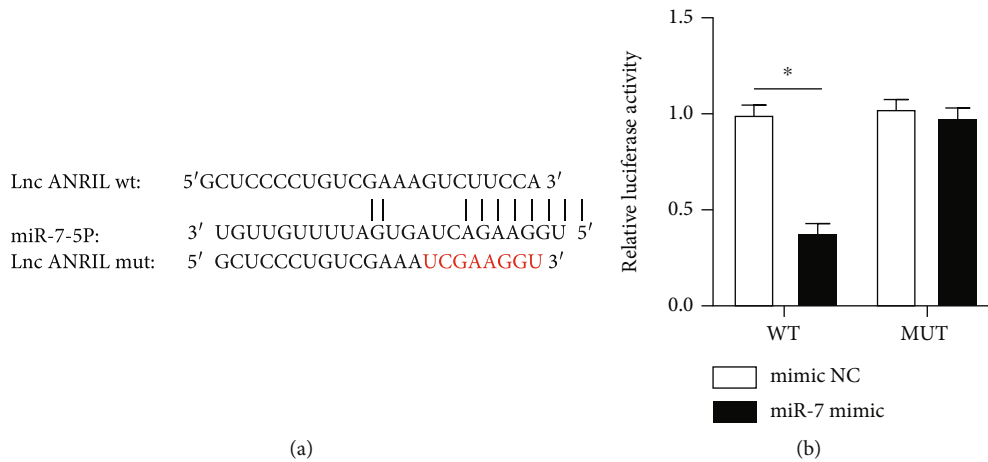 Lnc ANRIL wt: 5′GCUCCCCUGUCGAAAGUCUUCCA 3′
miR-7-5P: 3′ UGUUGUUUUAGUGAUCAGAAGGU 5′
Lnc ANRIL mut: 5′ GCUCCCUGUCGAAAUCGAAGGU 3′
(a)
Relative luciferase activity
1.5
1.0
0.5
0.0
*
WT MUT
mimic NC
miR-7 mimic
(b)